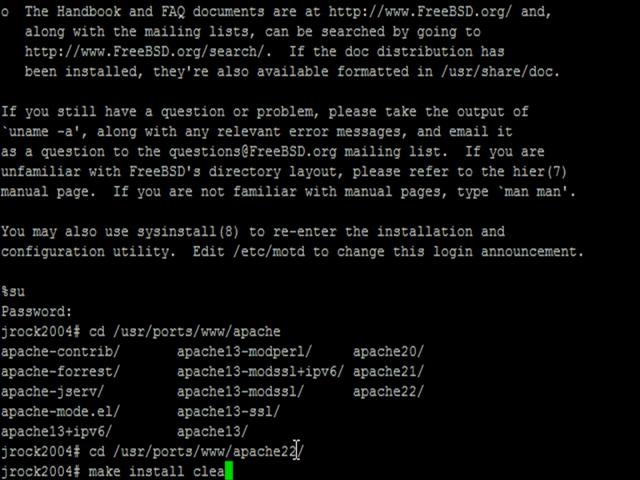 o  The Handbook and FAQ documents are at http://www.FreeBSD.org/ and,
along with the mailing lists, can be searched by going to
http://www.FreeBSD.org/search/.  If the doc distribution has
been installed, they're also available formatted in /usr/share/doc.
If you still have a question or problem, please take the output of
`uname -a', along with any relevant error messages, and email it
as a question to the questions@FreeBSD.org mailing list.  If you are
unfamiliar with FreeBSD's directory layout, please refer to the hier(7)
manual page.  If you are not familiar with manual pages, type `man man'.
You may also use sysinstall(8) to re-enter the installation and
configuration utility.  Edit /etc/motd to change this login announcement.
%su
Password:
jrock2004# cd /usr/ports/www/apache
apache-contrib/ apache13-modperl/ apache20/
apache-forrest/ apache13-modssl+ipv6/ apache21/
apache-jserv/ apache13-modssl/ apache22/
apache-mode.el/ apache13-ssl/
apache13+ipv6/ apache13/
jrock2004# cd /usr/ports/www/apache22/
jrock2004# make install clea